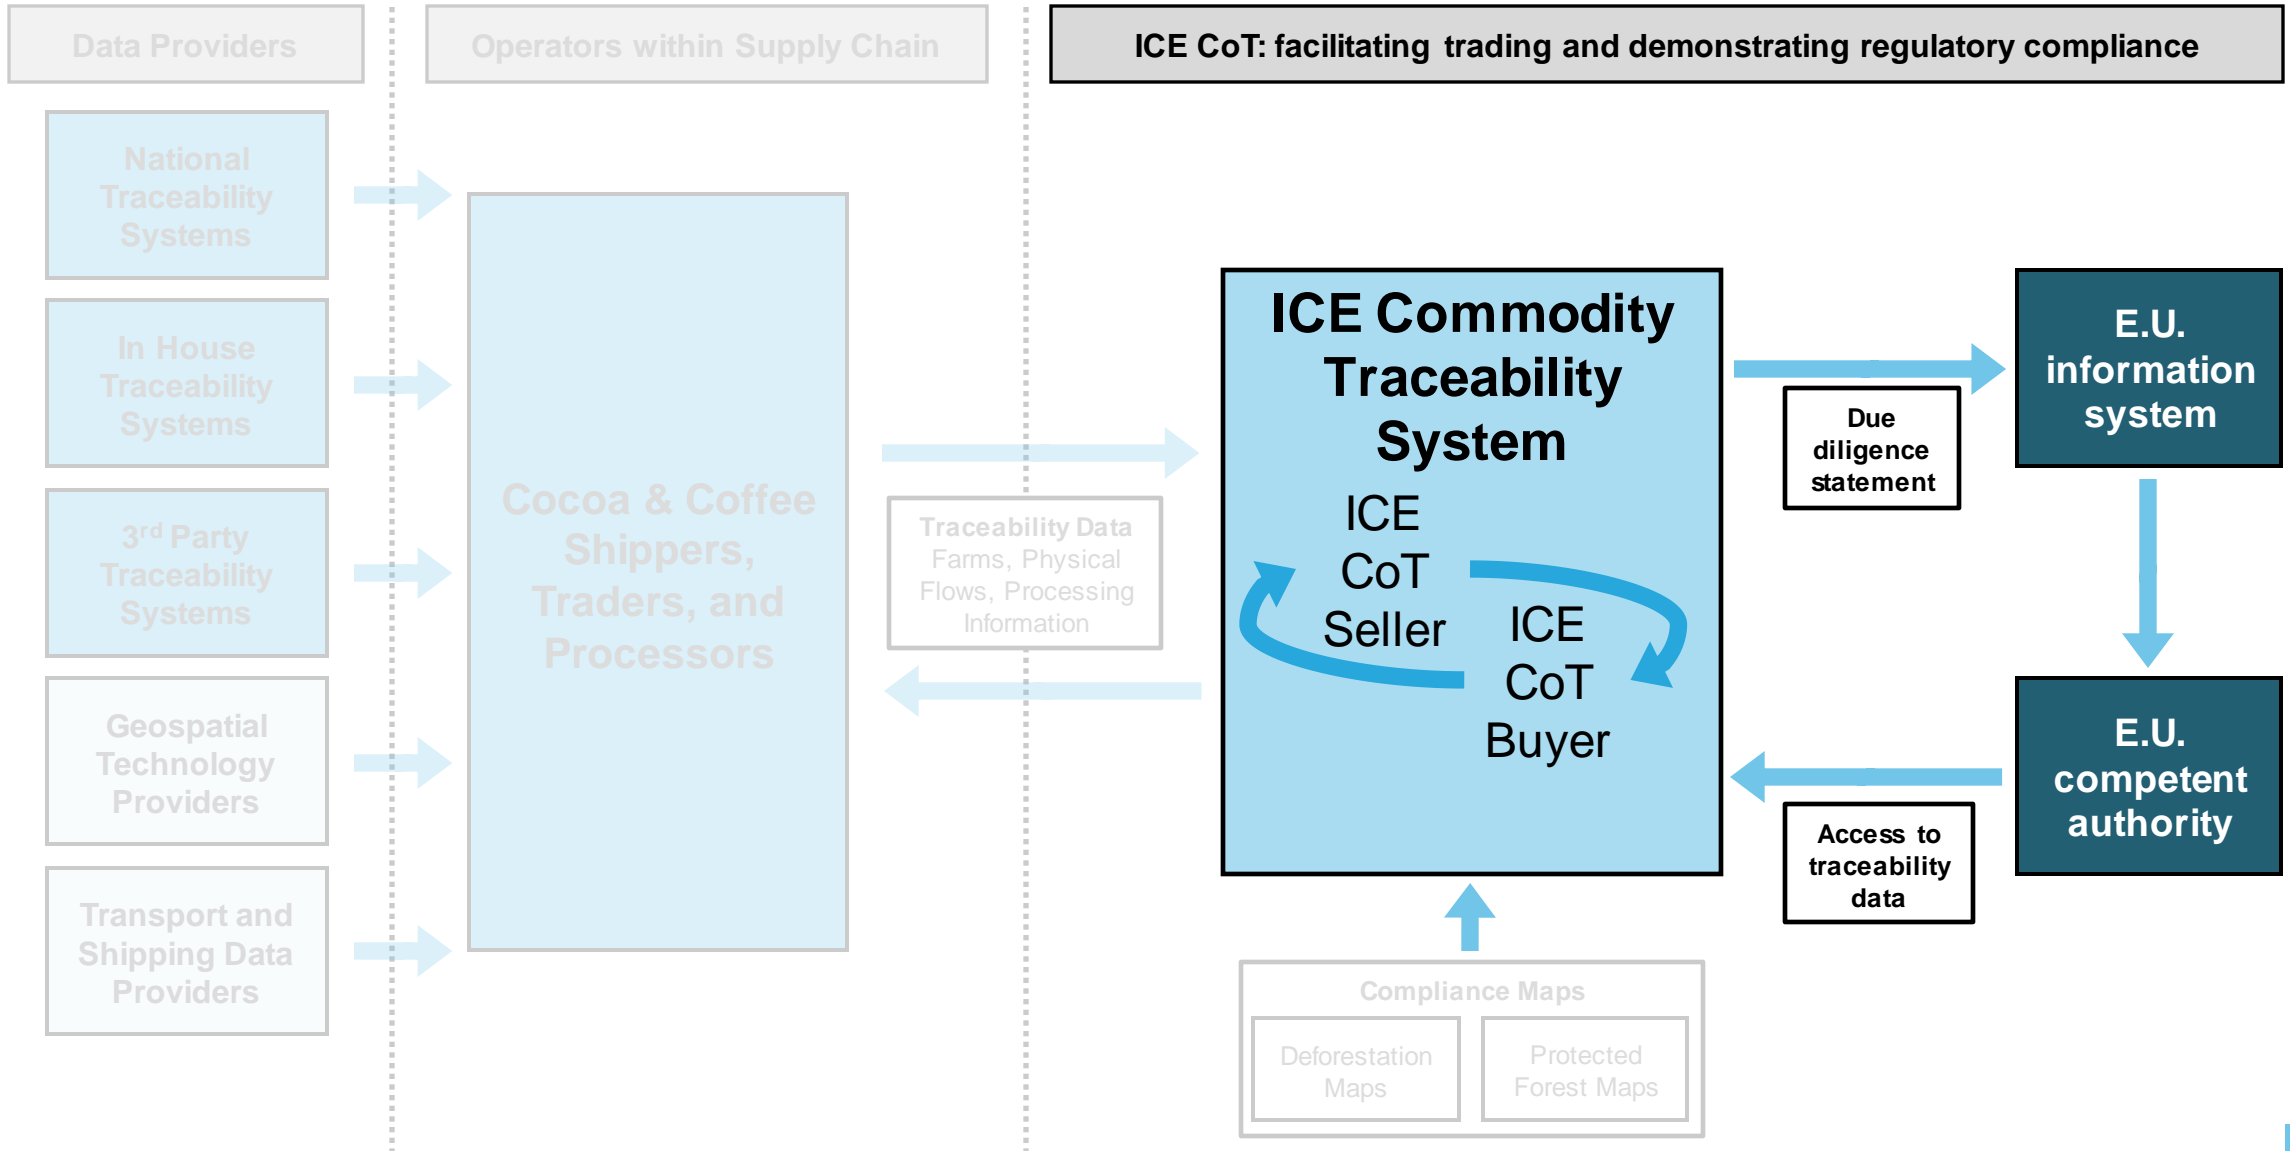 Data Providers
Operators within Supply Chain
ICE CoT: facilitating trading and demonstrating regulatory compliance
National
Traceability
Systems
In House
Traceability
Systems
3rd Party
Traceability
Systems
Geospatial
Technology
Providers
Transport and
Shipping Data
Providers
Cocoa & Coffee
Shippers,
Traders, and
Processors
Traceability Data
Farms, Physical
Flows, Processing
Information
ICE Commodity
Traceability
System
ICE
CoT
Seller
ICE
CoT
Buyer
Due
diligence
statement
E.U.
information
system
E.U.
competent
authority
Access to
traceability
data
Compliance Maps
Deforestation
Maps
Protected
Forest Maps